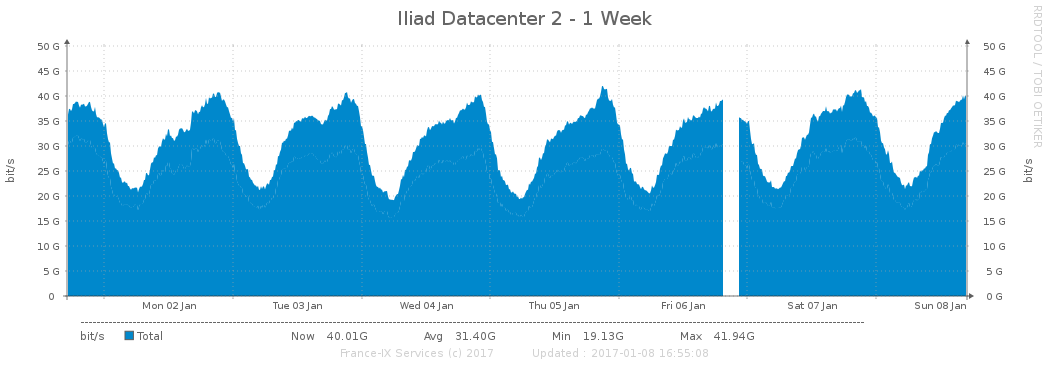 Iliad Datacenter 2 - 1 Week
RRDTOOL / TOBI OETIKER
50 G 50 G
45 G 45 G
40 G 40 G
35 G 35 G
30 G 30 G
25 G 25 G
20 G 20 G
15 G 15 G
10 G 10 G
5 G 5 G
0 0 G
bit/s bit/s
Mon 02 Jan Tue 03 Jan Wed 04 Jan Thu 05 Jan Fri 06 Jan Sat 07 Jan Sun 08 Jan
bit/s Total Now 40.01G Avg 31.40G Min 19.13G Max 41.94G
France-IX Services (c) 2017 Updated : 2017-01-08 16:55:08